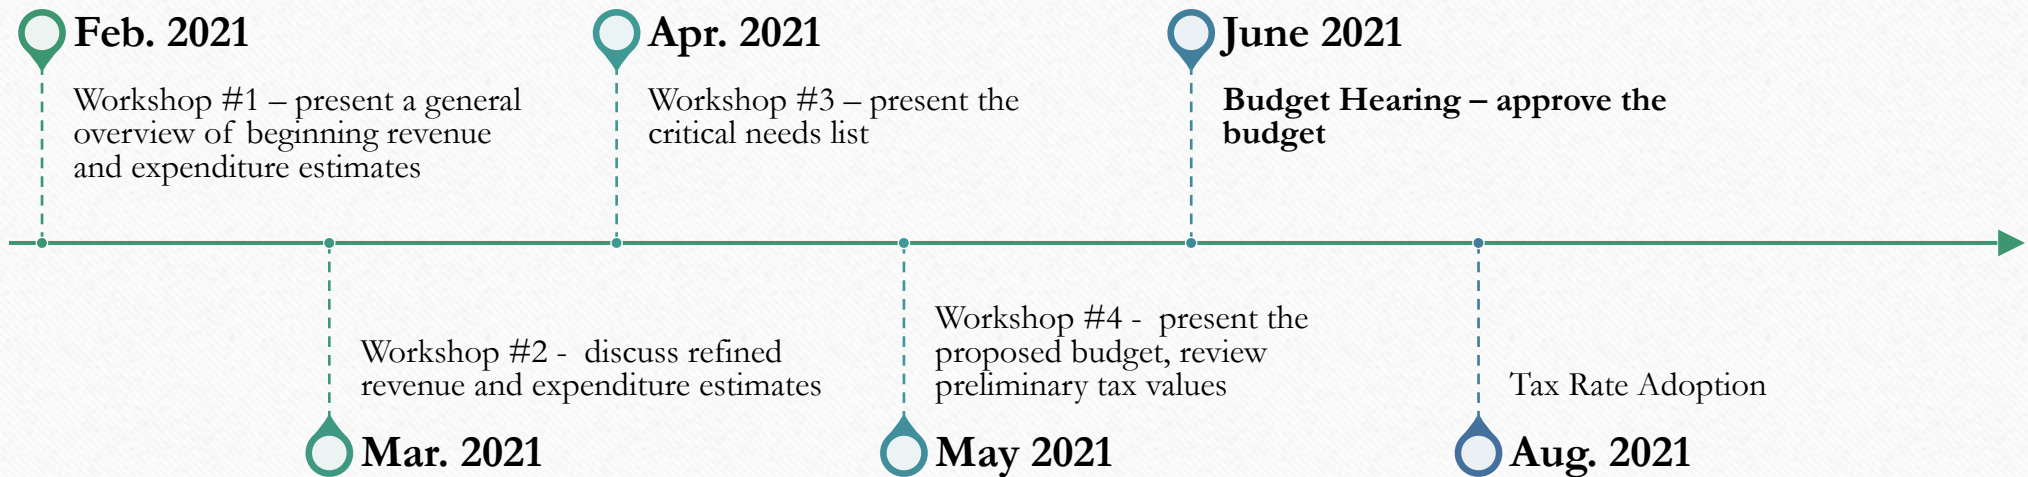 Feb. 2021
Workshop #1 – present a general
overview of beginning revenue
and expenditure estimates
Workshop #2 -  discuss refined
revenue and expenditure estimates
Mar. 2021
Apr. 2021
Workshop #3 – present the
critical needs list
Workshop #4 -  present the
proposed budget, review
preliminary tax values
May 2021
June 2021
Budget Hearing – approve the
budget
Tax Rate Adoption
Aug. 2021